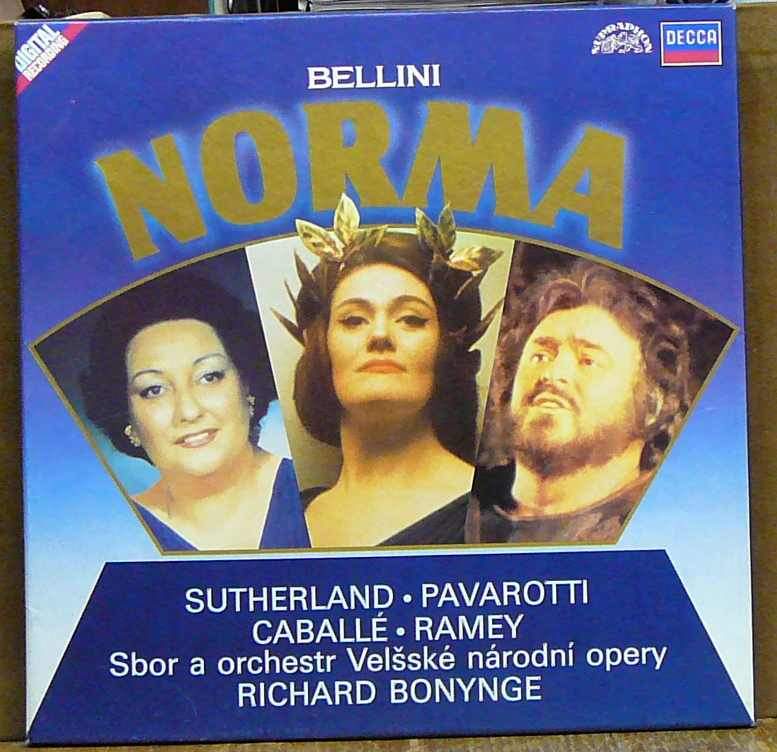 DIGITAL
RECORDING
SUPRAPHON
DECCA
BELLINI
NORMA
SUTHERLAND • PAVAROTTI
CABALLÉ • RAMEY
Sbor a orchestr Velšské národní opery
RICHARD BONYNGE